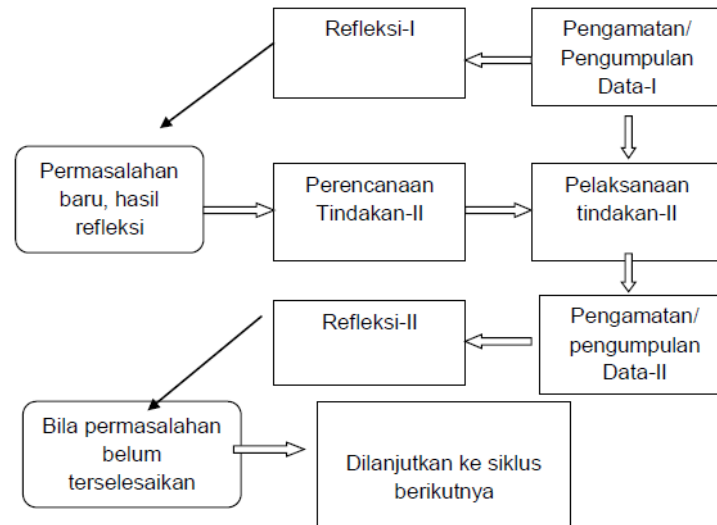 Refleksi-I
Pengamatan/
Pengumpulan
Data-I
Permasalahan
baru, hasil
refleksi
Perencanaan
Tindakan-II
Pelaksanaan
tindakan-II
Refleksi-II
Pengamatan/
pengumpulan
Data-II
Bila permasalahan
belum
terselesaikan
Dilanjutkan ke siklus
berikutnya